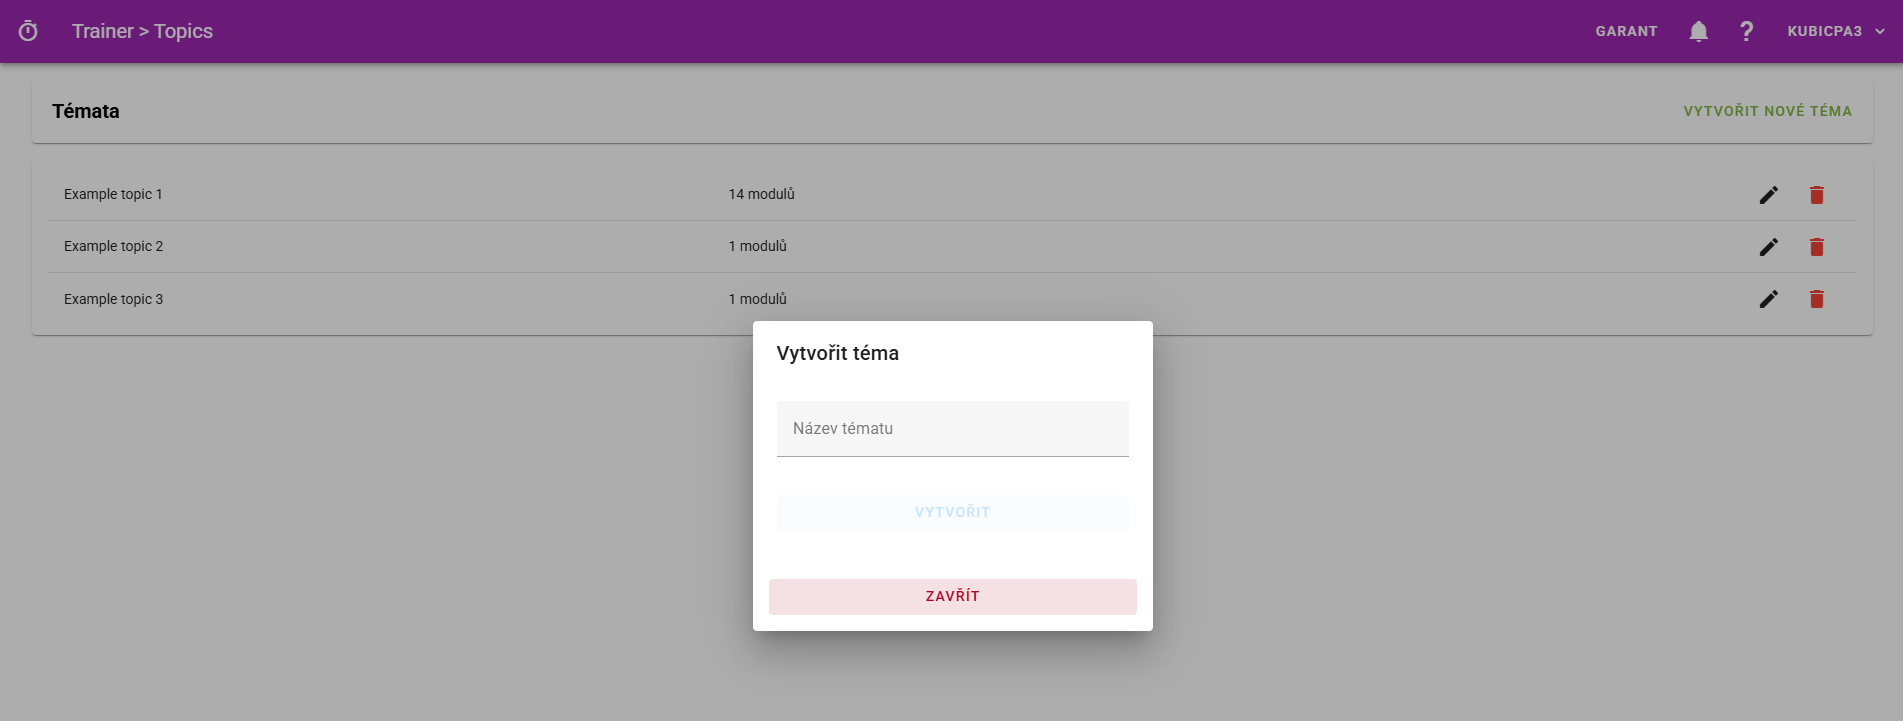 Trainer > Topics
GARANT
KUBICPA3
Témata
VYTVOŘIT NOVÉ TÉMA
Example topic 1
14 modulů
Example topic 2
1 modulů
Example topic 3
1 modulů
Vytvořit téma
Název tématu
VYTVOŘIT
ZAVŘÍT